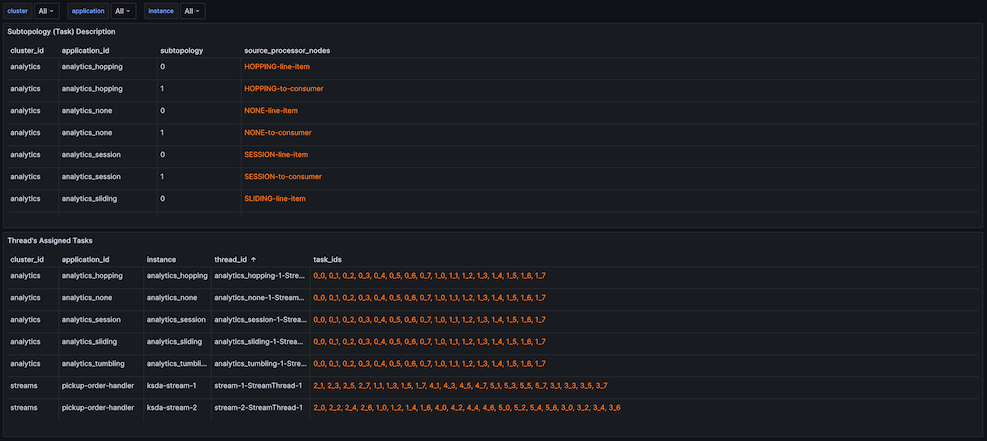 cluster All application All instance All
Subtopology (Task) Description
cluster_id application_id subtopology source_processor_nodes
analytics analytics_hopping 0 HOPPING-line-item
analytics analytics_hopping 1 HOPPING-to-consumer
analytics analytics_none 0 NONE-line-item
analytics analytics_none 1 NONE-to-consumer
analytics analytics_session 0 SESSION-line-item
analytics analytics_session 1 SESSION-to-consumer
analytics analytics_sliding 0 SLIDING-line-item
Thread's Assigned Tasks
cluster_id application_id instance thread_id ↑ task_ids
analytics analytics_hopping analytics_hopping analytics_hopping-1-Stre... 0_0, 0_1, 0_2, 0_3, 0_4, 0_5, 0_6, 0_7, 1_0, 1_1, 1_2, 1_3, 1_4, 1_5, 1_6, 1_7
analytics analytics_none analytics_none analytics_none-1-Stream... 0_0, 0_1, 0_2, 0_3, 0_4, 0_5, 0_6, 0_7, 1_0, 1_1, 1_2, 1_3, 1_4, 1_5, 1_6, 1_7
analytics analytics_session analytics_session analytics_session-1-Strea... 0_0, 0_1, 0_2, 0_3, 0_4, 0_5, 0_6, 0_7, 1_0, 1_1, 1_2, 1_3, 1_4, 1_5, 1_6, 1_7
analytics analytics_sliding analytics_sliding analytics_sliding-1-Strea... 0_0, 0_1, 0_2, 0_3, 0_4, 0_5, 0_6, 0_7, 1_0, 1_1, 1_2, 1_3, 1_4, 1_5, 1_6, 1_7
analytics analytics_tumbling analytics_tumbli... analytics_tumbling-1-Stre... 0_0, 0_1, 0_2, 0_3, 0_4, 0_5, 0_6, 0_7, 1_0, 1_1, 1_2, 1_3, 1_4, 1_5, 1_6, 1_7
streams pickup-order-handler ksda-stream-1 stream-1-StreamThread-1 2_1, 2_3, 2_5, 2_7, 1_1, 1_3, 1_5, 1_7, 4_1, 4_3, 4_5, 4_7, 5_1, 5_3, 5_5, 5_7, 3_1, 3_3, 3_5, 3_7
streams pickup-order-handler ksda-stream-2 stream-2-StreamThread-1 2_0, 2_2, 2_4, 2_6, 1_0, 1_2, 1_4, 1_6, 4_0, 4_2, 4_4, 4_6, 5_0, 5_2, 5_4, 5_6, 3_0, 3_2, 3_4, 3_6